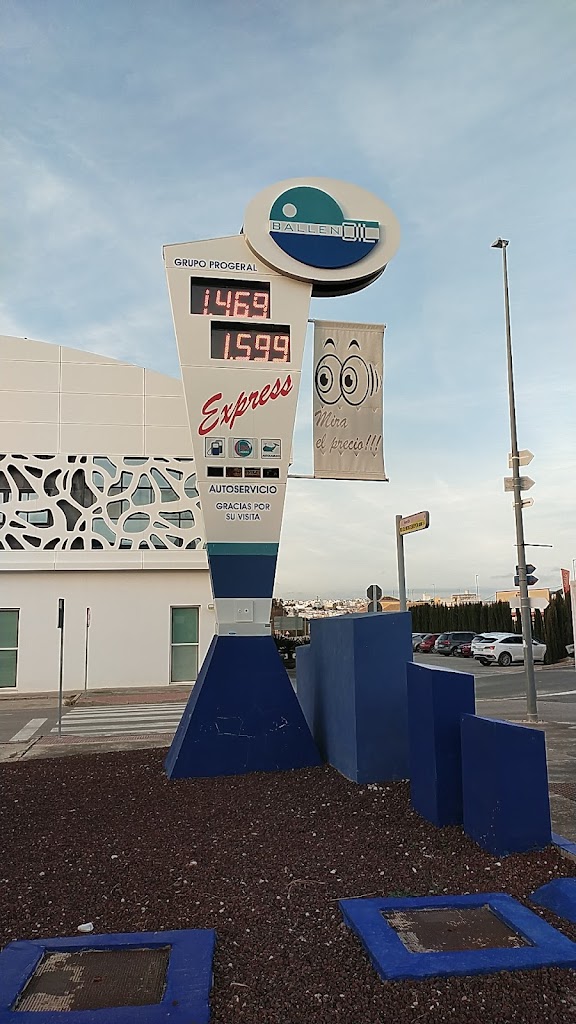 BALLENOIL
GRUPO PROGERAL
1.469
1.599
Express
Mira
el precio!!!
AUTOSERVICIO
GRACIAS POR
SU VISITA